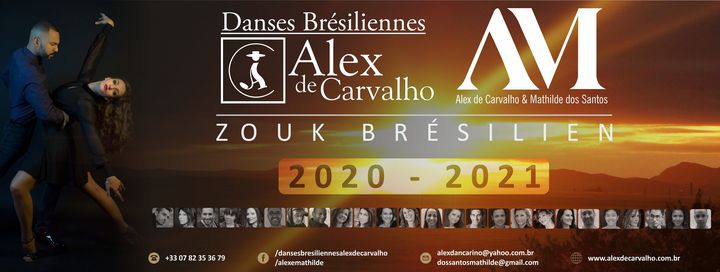 Danses Brésiliennes
Alex
de Carvalho
AM
Alex de Carvalho & Mathilde dos Santos
ZOUK BRÉSILIEN
2020 - 2021
+33 07 82 35 36 79
/dansesbresiliennesalexdecarvalho
/alexemathilde
alexdancarino@yahoo.com.br
dossantosmathilde@gmail.com
www.alexdecarvalho.com.br